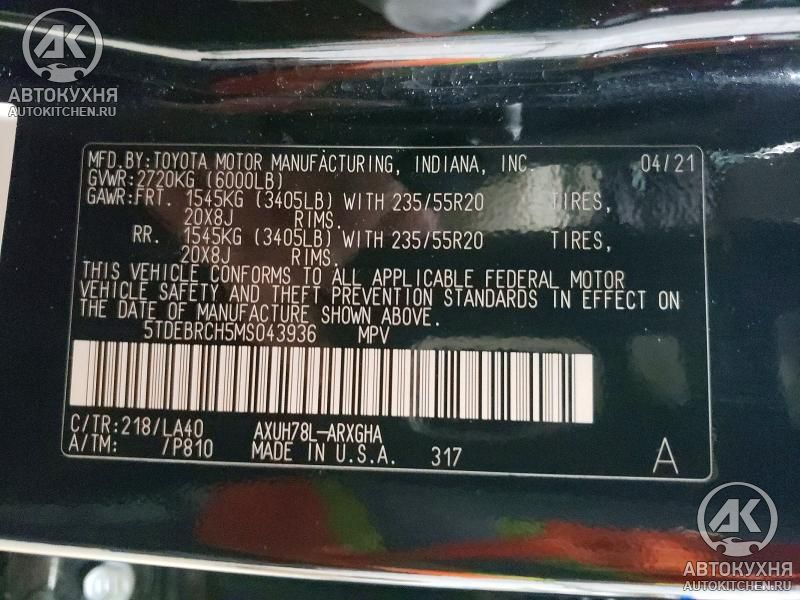 AK
АВТОКУХНЯ
AUTOKITCHEN.RU
MFD.BY:TOYOTA MOTOR MANUFACTURING, INDIANA, INC. 04/21
GVWR:2720KG (6000LB)
GAWR:FRT. 1545KG (3405LB) WITH 235/55R20 TIRES,
20X8J RIMS.
RR. 1545KG (3405LB) WITH 235/55R20 TIRES,
20X8J RIMS.
THIS VEHICLE CONFORMS TO ALL APPLICABLE FEDERAL MOTOR
VEHICLE SAFETY AND THEFT PREVENTION STANDARDS IN EFFECT ON
THE DATE OF MANUFACTURE SHOWN ABOVE.
5TDEBRCH5MS043936 MPV
C/TR:218/LA40 AXUH78L-ARXGHA
A/TM: /P810 MADE IN U.S.A. 317 A
AK
АВТОКУХНЯ
AUTOKITCHEN.RU